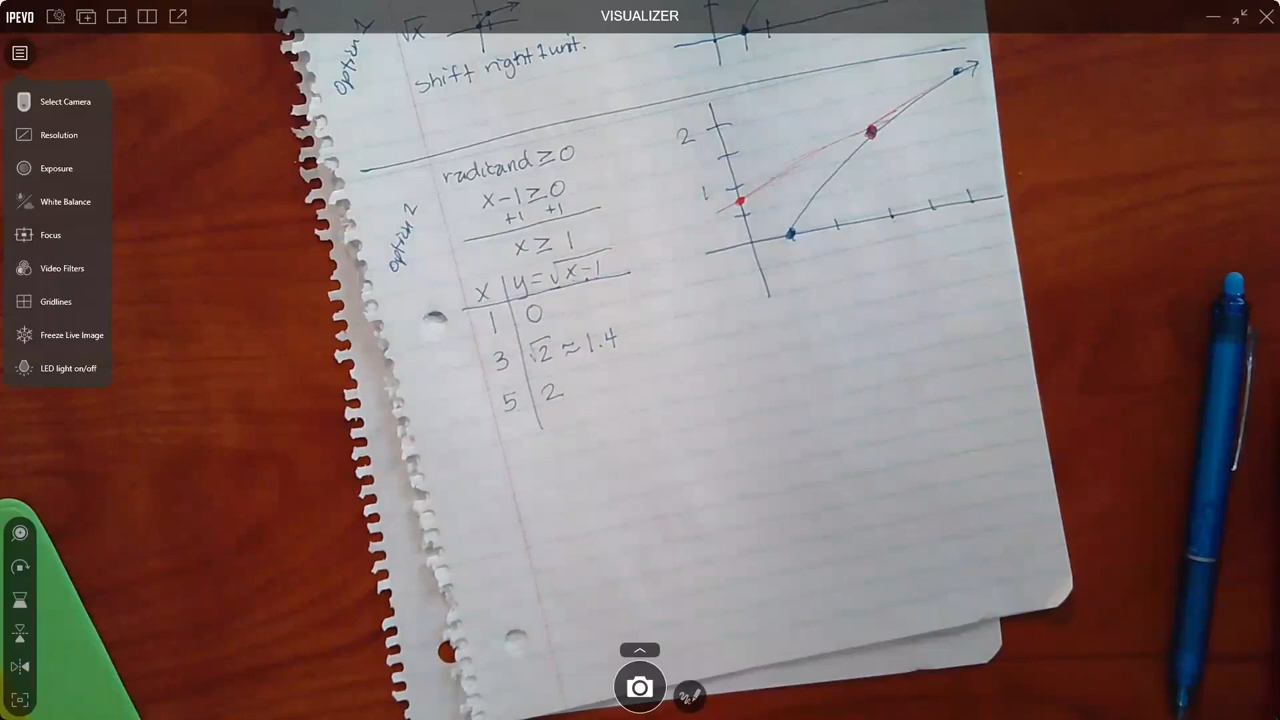 IPEVO
VISUALIZER
Select Camera
Resolution
Exposure
White Balance
Focus
Video Filters
Gridlines
Freeze Live Image
LED light on/off
option 1
√x
shift right 1 unit.
option 2
radicand ≥ 0
x-1 ≥ 0
+1 +1
x ≥ 1
x | y = √x-1
1 | 0
3 | √2 ≈ 1.4
5 | 2
2
1